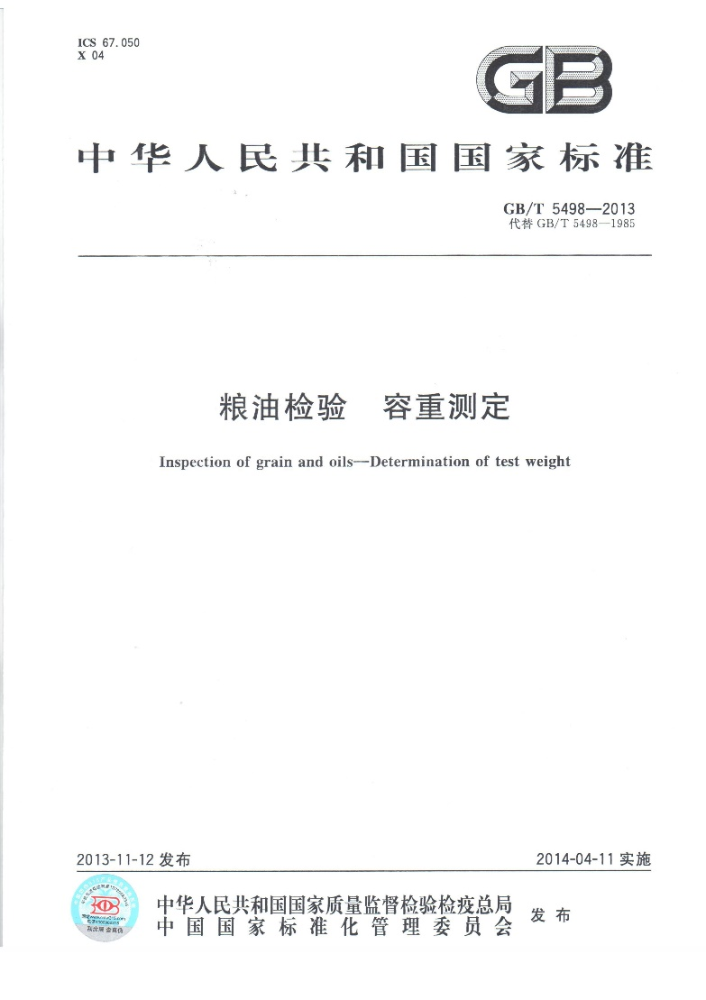 ICS 67.050
X 04
GB
中华人民共和国国家标准
GB/T 5498—2013
代替 GB/T 5498—1985
粮油检验 容重测定
Inspection of grain and oils—Determination of test weight
2013-11-12 发布
2014-04-11 实施
中华人民共和国国家质量监督检验检疫总局
中国国家标准化管理委员会
发布